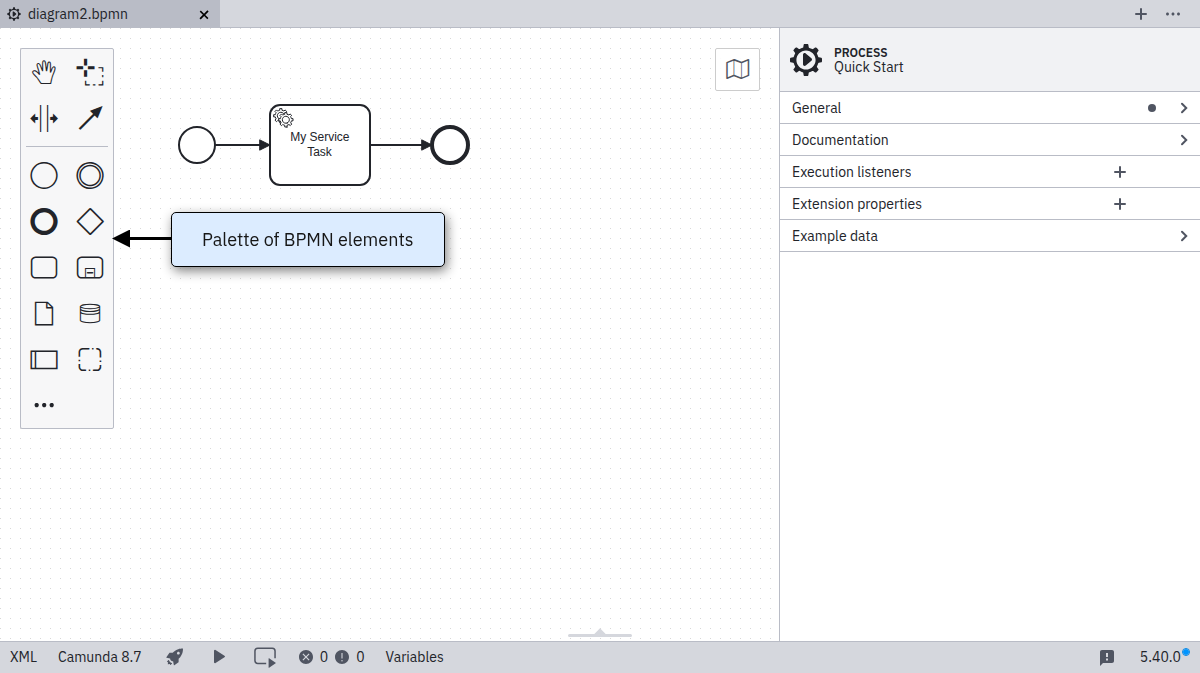 diagram2.bpmn
PROCESS
Quick Start
General
Documentation
Execution listeners
Extension properties
Example data
My Service
Task
Palette of BPMN elements
XML
Camunda 8.7
0
0
Variables
5.40.0